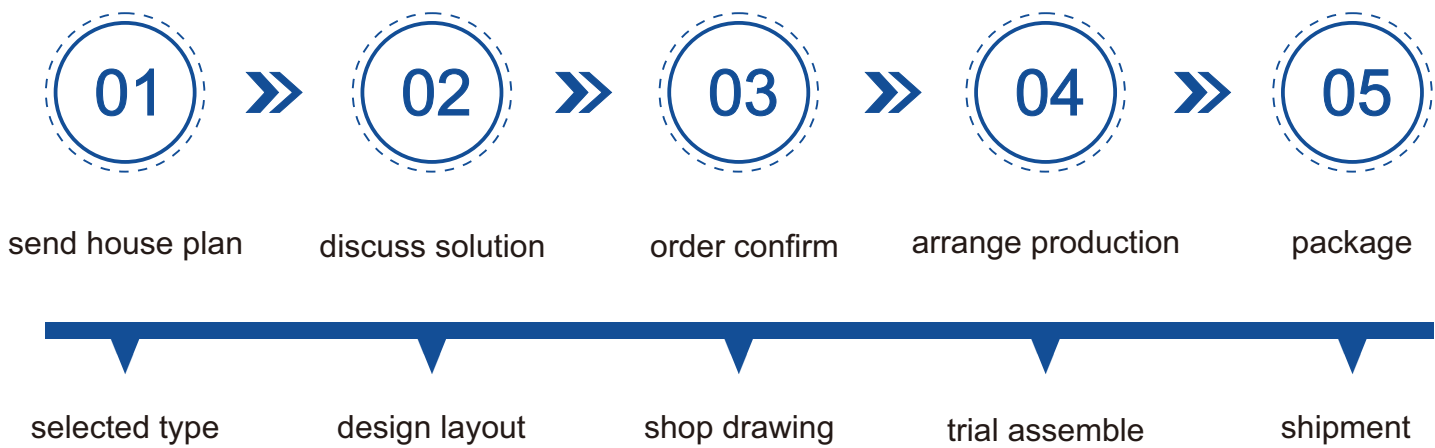 01 02 03 04 05
send house plan discuss solution order confirm arrange production package
selected type design layout shop drawing trial assemble shipment